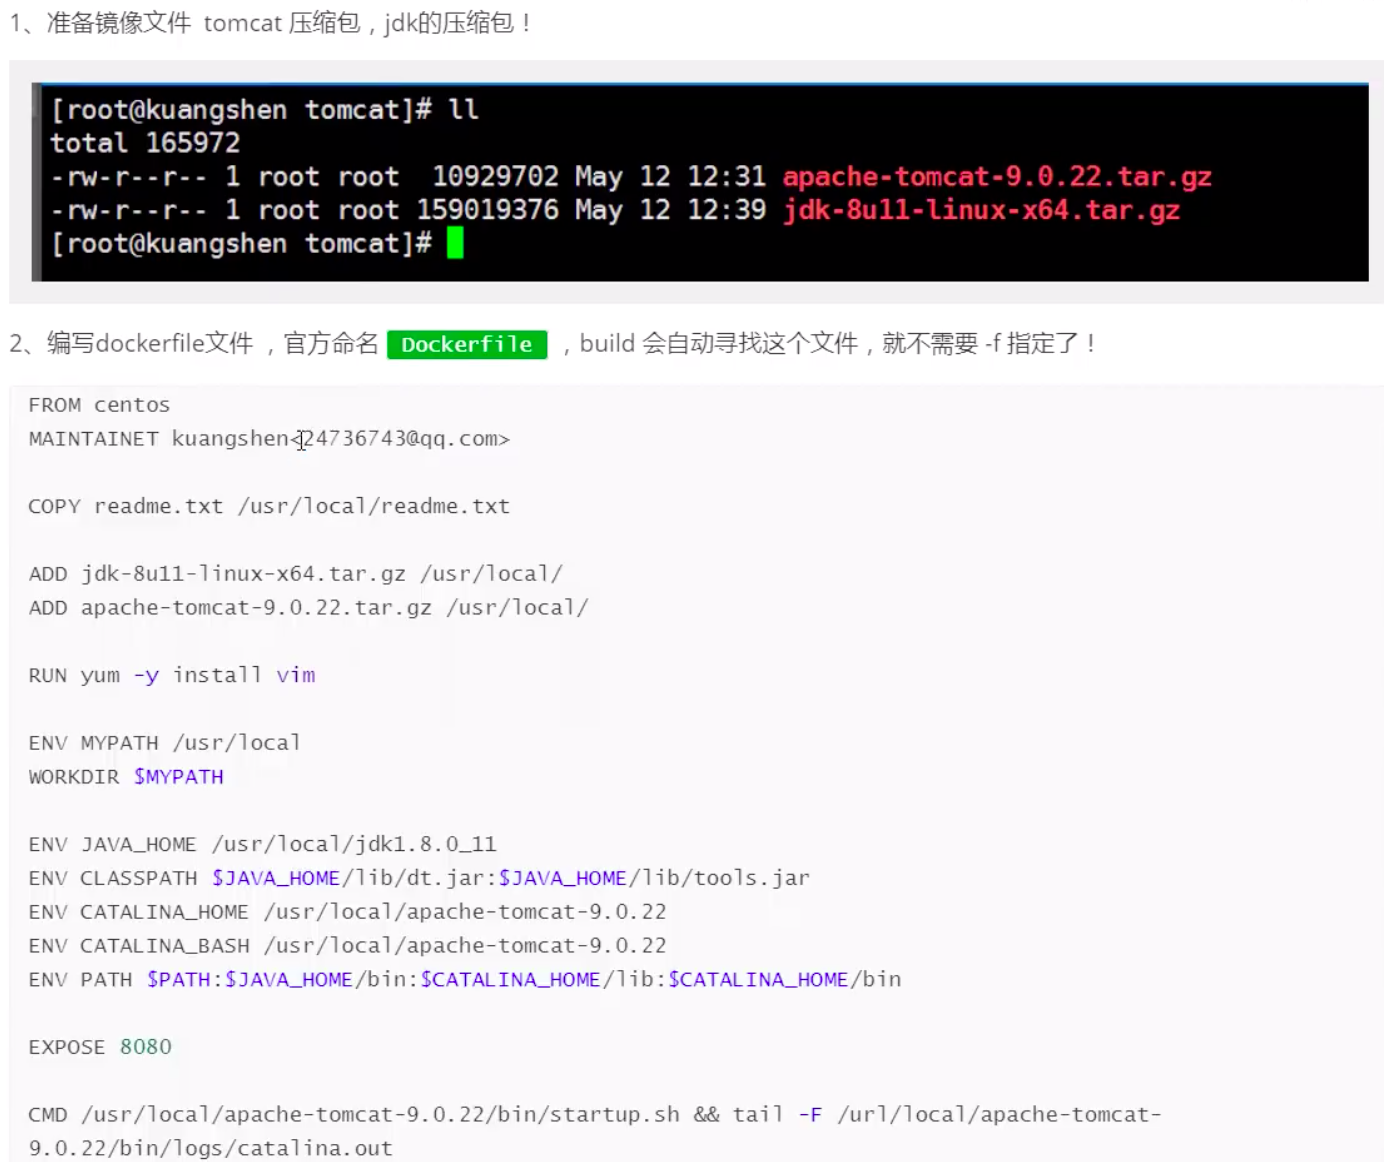 1、准备镜像文件 tomcat 压缩包，jdk的压缩包！
[root@kuangshen tomcat]# ll
total 165972
-rw-r--r-- 1 root root  10929702 May 12 12:31 apache-tomcat-9.0.22.tar.gz
-rw-r--r-- 1 root root 159019376 May 12 12:39 jdk-8u11-linux-x64.tar.gz
[root@kuangshen tomcat]#
2、编写dockerfile文件 ，官方命名 Dockerfile ，build 会自动寻找这个文件，就不需要 -f 指定了！
FROM centos
MAINTAINET kuangshen<24736743@qq.com>
COPY readme.txt /usr/local/readme.txt
ADD jdk-8u11-linux-x64.tar.gz /usr/local/
ADD apache-tomcat-9.0.22.tar.gz /usr/local/
RUN yum -y install vim
ENV MYPATH /usr/local
WORKDIR $MYPATH
ENV JAVA_HOME /usr/local/jdk1.8.0_11
ENV CLASSPATH $JAVA_HOME/lib/dt.jar:$JAVA_HOME/lib/tools.jar
ENV CATALINA_HOME /usr/local/apache-tomcat-9.0.22
ENV CATALINA_BASH /usr/local/apache-tomcat-9.0.22
ENV PATH $PATH:$JAVA_HOME/bin:$CATALINA_HOME/lib:$CATALINA_HOME/bin
EXPOSE 8080
CMD /usr/local/apache-tomcat-9.0.22/bin/startup.sh && tail -F /url/local/apache-tomcat-
9.0.22/bin/logs/catalina.out